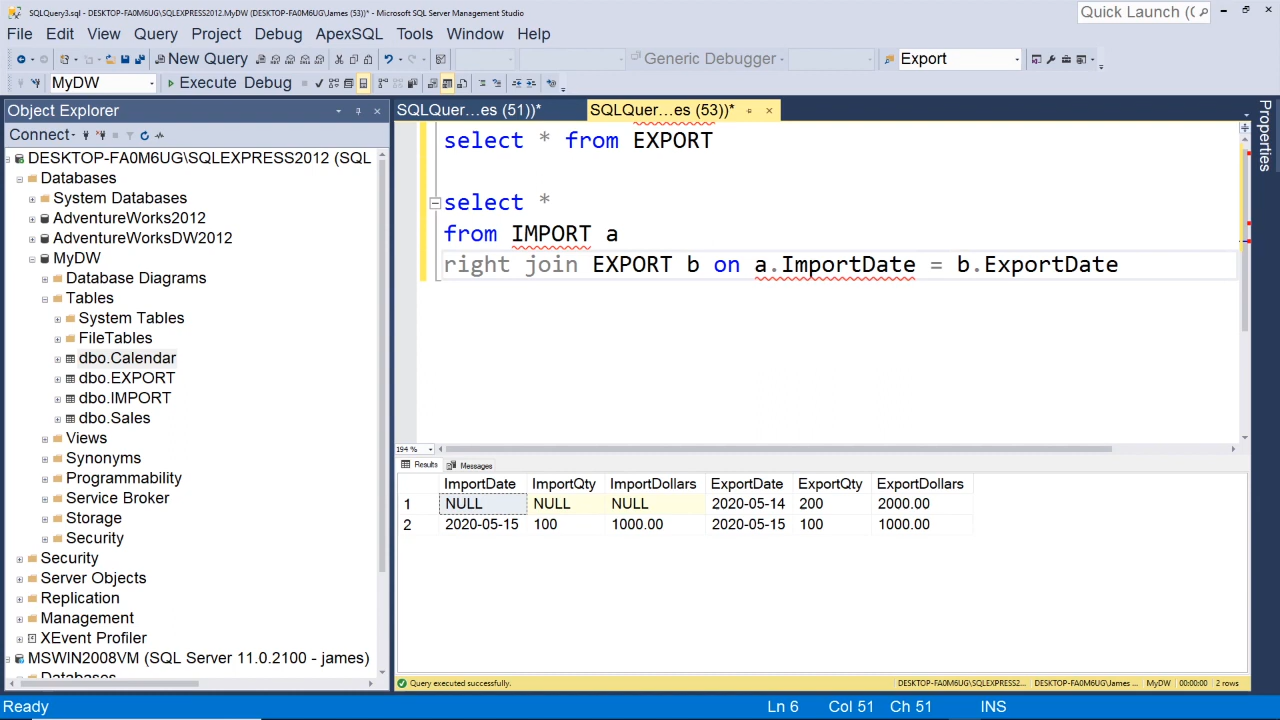 SQLQuery3.sql - DESKTOP-FA0M6UG\SQLEXPRESS2012.MyDW (DESKTOP-FA0M6UG\James (53))* - Microsoft SQL Server Management Studio
Quick Launch (C
File Edit View Query Project Debug ApexSQL Tools Window Help
New Query Generic Debugger Export
MyDW Execute Debug
Object Explorer
Connect
DESKTOP-FA0M6UG\SQLEXPRESS2012 (SQL
Databases
System Databases
AdventureWorks2012
AdventureWorksDW2012
MyDW
Database Diagrams
Tables
System Tables
FileTables
dbo.Calendar
dbo.EXPORT
dbo.IMPORT
dbo.Sales
Views
Synonyms
Programmability
Service Broker
Storage
Security
Security
Server Objects
Replication
Management
XEvent Profiler
MSWIN2008VM (SQL Server 11.0.2100 - james)
Databases
SQLQuer...es (51))* SQLQuer...es (53))*
select * from EXPORT
select *
from IMPORT a
right join EXPORT b on a.ImportDate = b.ExportDate
194 %
Results Messages
ImportDate ImportQty ImportDollars ExportDate ExportQty ExportDollars
1 NULL NULL NULL 2020-05-14 200 2000.00
2 2020-05-15 100 1000.00 2020-05-15 100 1000.00
Query executed successfully. DESKTOP-FA0M6UG\SQLEXPRESS2... DESKTOP-FA0M6UG\James ... MyDW 00:00:00 2 rows
Properties
Ready Ln 6 Col 51 Ch 51 INS